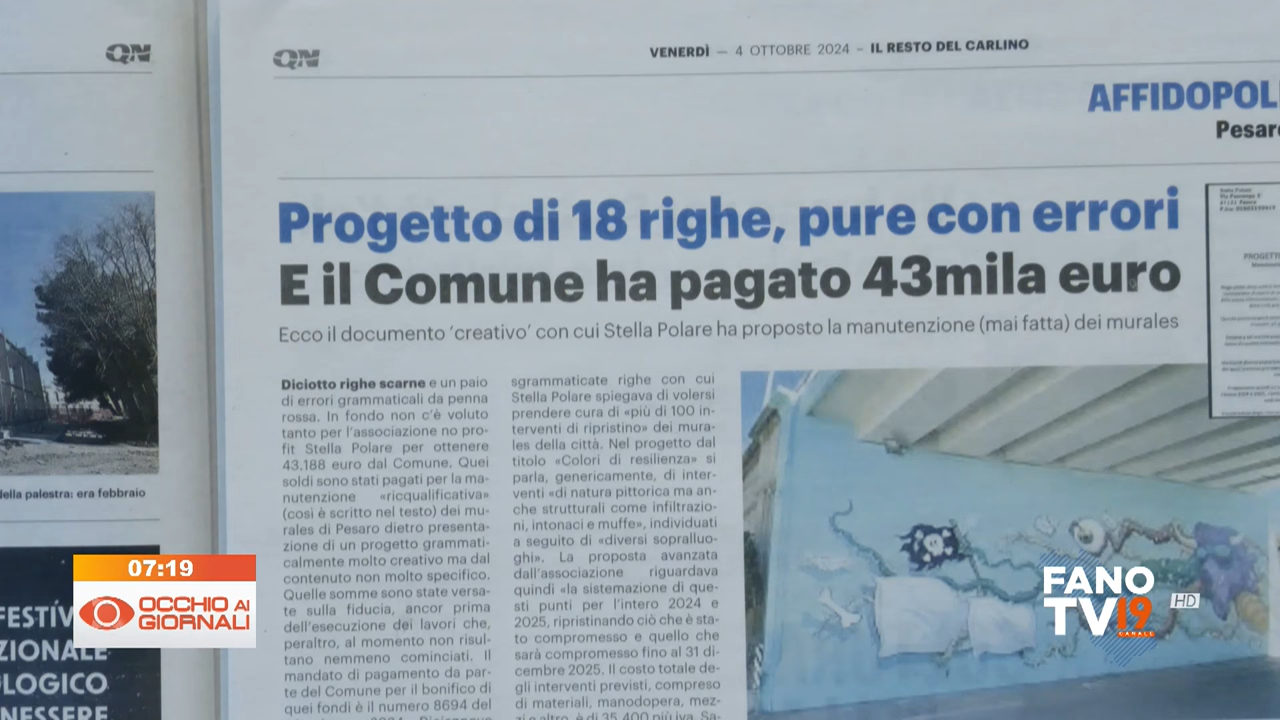 QN
QN
VENERDÌ — 4 OTTOBRE 2024 – IL RESTO DEL CARLINO
AFFIDOPOL
Pesar
Progetto di 18 righe, pure con errori
E il Comune ha pagato 43mila euro
Ecco il documento ‘creativo’ con cui Stella Polare ha proposto la manutenzione (mai fatta) dei murales
Diciotto righe scarne e un paio
di errori grammaticali da penna
rossa. In fondo non c’è voluto
tanto per l’associazione no pro-
fit Stella Polare per ottenere
43.188 euro dal Comune. Quei
soldi sono stati pagati per la ma-
nutenzione «ricqualificativa»
(così è scritto nel testo) dei mu-
rales di Pesaro dietro presenta-
zione di un progetto grammati-
calmente molto creativo ma dal
contenuto non molto specifico.
Quelle somme sono state versa-
te sulla fiducia, ancor prima
dell’esecuzione dei lavori che,
peraltro, al momento non risul-
tano nemmeno cominciati. Il
mandato di pagamento da par-
te del Comune per il bonifico di
quei fondi è il numero 8694 del
sgrammaticate righe con cui
Stella Polare spiegava di volersi
prendere cura di «più di 100 in-
terventi di ripristino» dei mura-
les della città. Nel progetto dal
titolo «Colori di resilienza» si
parla, genericamente, di inter-
venti «di natura pittorica ma an-
che strutturali come infiltrazio-
ni, intonaci e muffe», individuati
a seguito di «diversi sopralluo-
ghi». La proposta avanzata
dall’associazione riguardava
quindi «la sistemazione di que-
sti punti per l’intero 2024 e
2025, ripristinando ciò che è sta-
to compromesso e quello che
sarà compromesso fino al 31 di-
cembre 2025. Il costo totale de-
gli interventi previsti, compreso
di materiali, manodopera, mez-
zi e altro, è di 35.400 più iva. Sa-
della palestra: era febbraio
FESTIV
ZIONALE
OLOGICO
BENESSERE
07:19
OCCHIO AI
GIORNALI
FANO
TV19 HD
CANALE